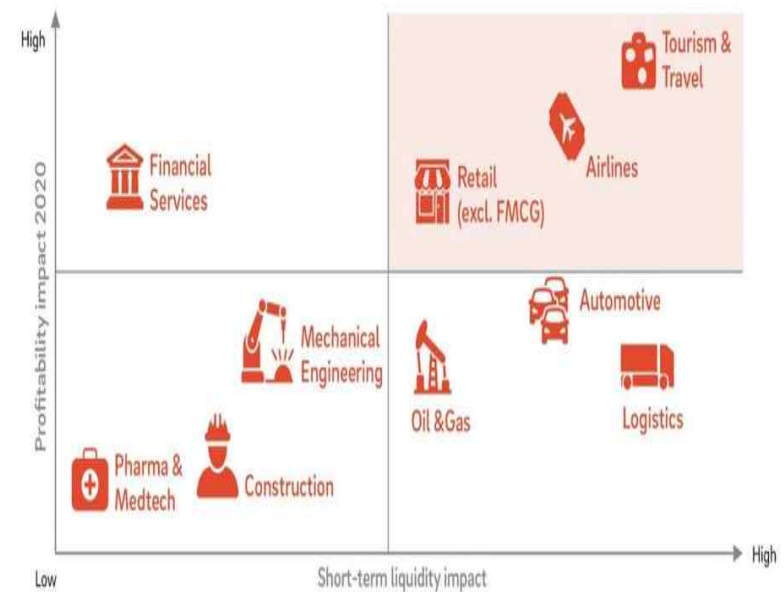 High
Tourism &
Travel
Airlines
Financial
Services
Retail
(excl. FMCG)
Profitability impact 2020
Automotive
Mechanical
Engineering
Oil &Gas
Logistics
Pharma &
Medtech
Construction
High
Low
Short-term liquidity impact